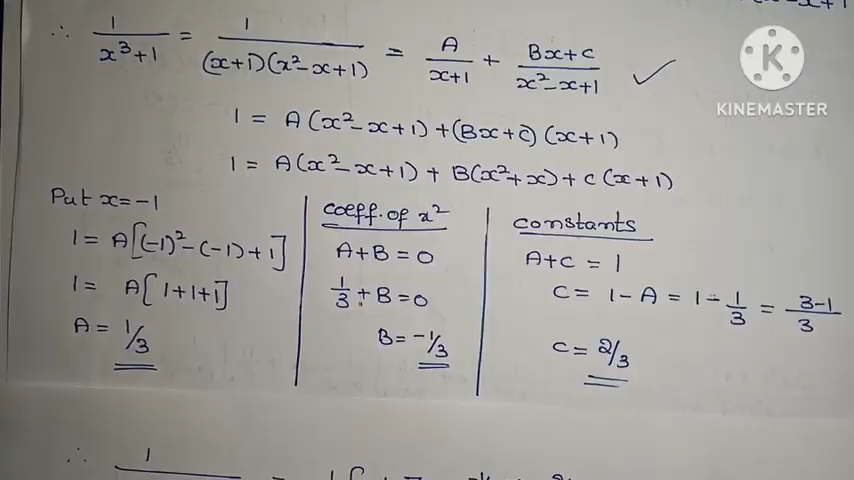 ∴ 1/(x³+1) = 1/((x+1)(x²-x+1)) = A/(x+1) + (Bx+c)/(x²-x+1) ✓
K
KINEMASTER
1 = A(x²-x+1)+(Bx+c)(x+1)
1 = A(x²-x+1) + B(x²+x)+c(x+1)
Put x=-1
1 = A[(-1)²-(-1)+1]
1 = A[1+1+1]
A = 1/3
coeff. of x²
A+B = 0
1/3 + B = 0
B = -1/3
constants
A+c = 1
c = 1-A = 1 - 1/3 = (3-1)/3
c = 2/3
∴ 1